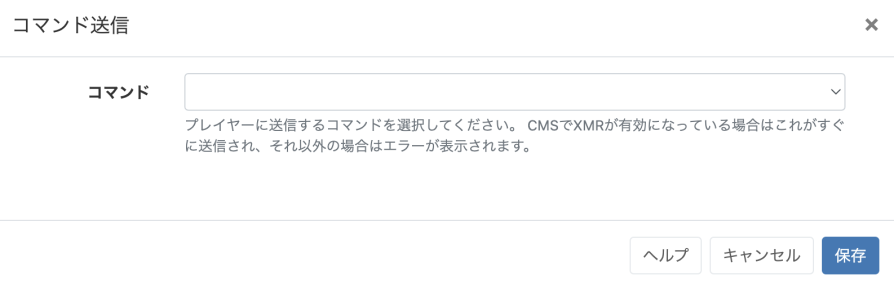 コマンド送信 ×
コマンド
プレイヤーに送信するコマンドを選択してください。 CMSでXMRが有効になっている場合はこれがすぐ
に送信され、それ以外の場合はエラーが表示されます。
ヘルプ キャンセル 保存